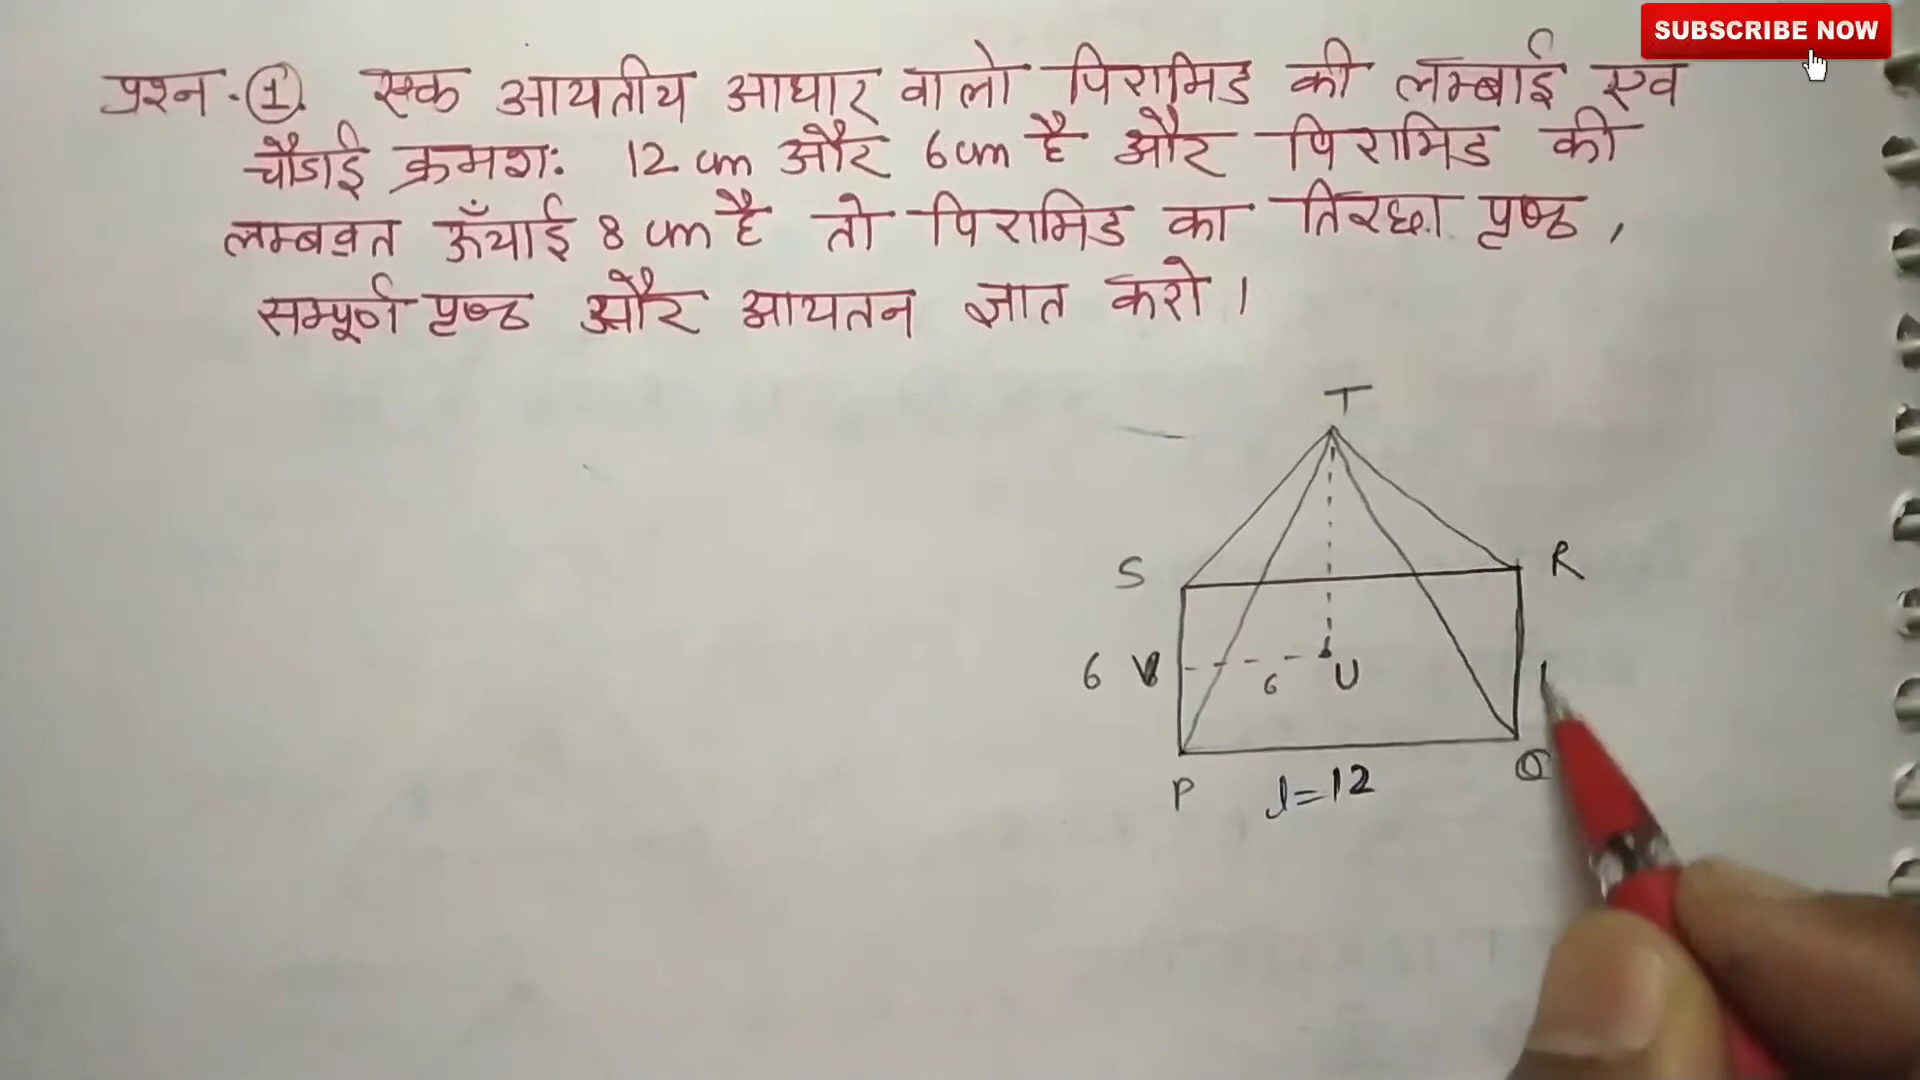 SUBSCRIBE NOW
प्रश्न.① एक आयतीय आधार वालो पिरामिड की लम्बाई एव
चौडाई क्रमश: 12 cm और 6 cm है और पिरामिड की
लम्बवत ऊँचाई 8 cm है तो पिरामिड का तिरछा पृष्ठ,
सम्पूर्ण पृष्ठ और आयतन ज्ञात करो।
T
S R
6 V 6 U
P l=12 Q